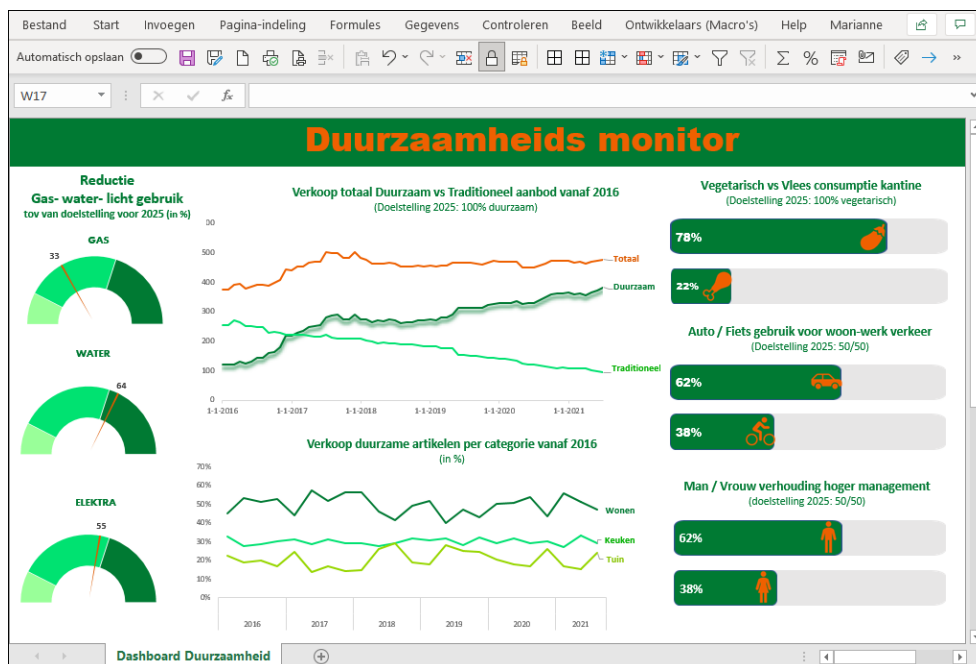 Bestand Start Invoegen Pagina-indeling Formules Gegevens Controleren Beeld Ontwikkelaars (Macro's) Help Marianne
Automatisch opslaan
W17
fx
Duurzaamheids monitor
Reductie
Gas- water- licht gebruik
tov van doelstelling voor 2025 (in %)
GAS
33
WATER
64
ELEKTRA
55
Verkoop totaal Duurzaam vs Traditioneel aanbod vanaf 2016
(Doelstelling 2025: 100% duurzaam)
00
500
400
300
200
100
0
Totaal
Duurzaam
Traditioneel
1-1-2016 1-1-2017 1-1-2018 1-1-2019 1-1-2020 1-1-2021
Verkoop duurzame artikelen per categorie vanaf 2016
(in %)
70%
60%
50%
40%
30%
20%
10%
0%
Wonen
Keuken
Tuin
2016 2017 2018 2019 2020 2021
Vegetarisch vs Vlees consumptie kantine
(Doelstelling 2025: 100% vegetarisch)
78%
22%
Auto / Fiets gebruik voor woon-werk verkeer
(Doelstelling 2025: 50/50)
62%
38%
Man / Vrouw verhouding hoger management
(doelstelling 2025: 50/50)
62%
38%
Dashboard Duurzaamheid